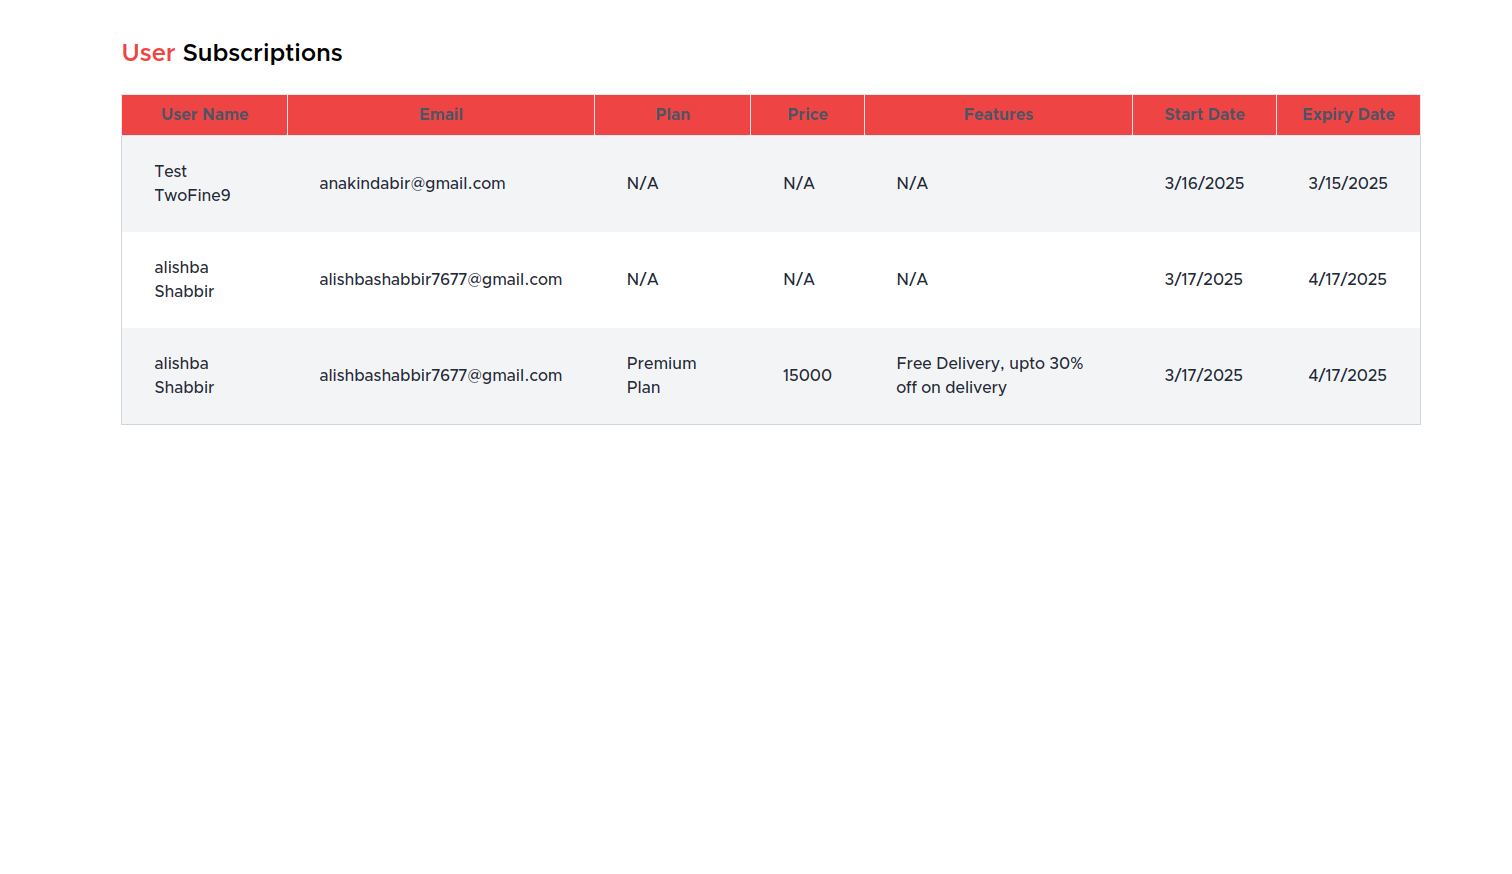 User Subscriptions
User Name Email Plan Price Features Start Date Expiry Date
Test
TwoFine9
anakindabir@gmail.com N/A N/A N/A 3/16/2025 3/15/2025
alishba
Shabbir
alishbashabbir7677@gmail.com N/A N/A N/A 3/17/2025 4/17/2025
alishba
Shabbir
alishbashabbir7677@gmail.com
Premium
Plan
15000
Free Delivery, upto 30%
off on delivery
3/17/2025 4/17/2025